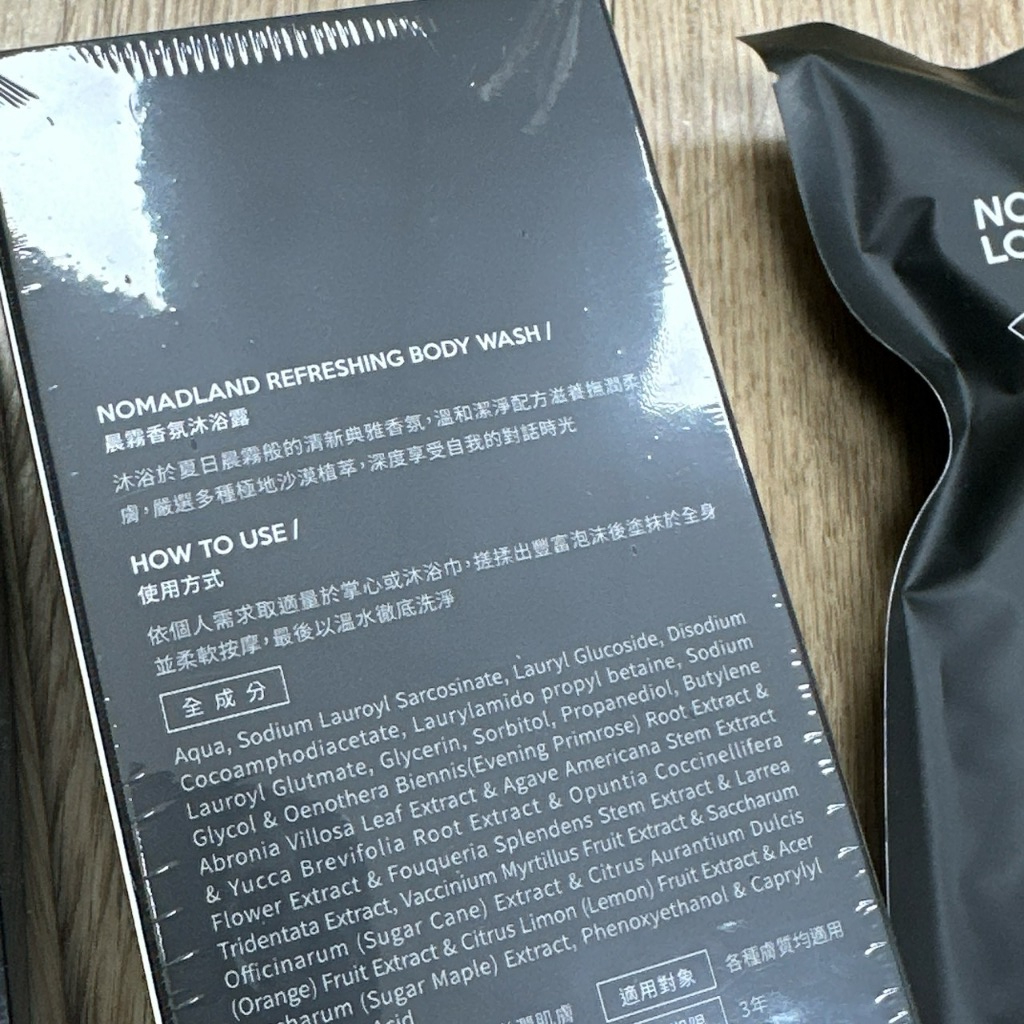 NOMADLAND REFRESHING BODY WASH /
晨霧香氛沐浴露
沐浴於夏日晨霧般的清新典雅香氛，溫和潔淨配方滋養撫潤柔
膚，嚴選多種極地沙漠植萃，深度享受自我的對話時光
HOW TO USE /
使用方式
依個人需求取適量於掌心或沐浴巾，搓揉出豐富泡沫後塗抹於全身
並柔軟按摩，最後以溫水徹底洗淨
全成分
Aqua, Sodium Lauroyl Sarcosinate, Lauryl Glucoside, Disodium
Cocoamphodiacetate, Laurylamido propyl betaine, Sodium
Lauroyl Glutmate, Glycerin, Sorbitol, Propanediol, Butylene
Glycol & Oenothera Biennis(Evening Primrose) Root Extract &
Abronia Villosa Leaf Extract & Agave Americana Stem Extract
& Yucca Brevifolia Root Extract & Opuntia Coccinellifera
Flower Extract & Fouqueria Splendens Stem Extract & Larrea
Tridentata Extract, Vaccinium Myrtillus Fruit Extract & Saccharum
Officinarum (Sugar Cane) Extract & Citrus Aurantium Dulcis
(Orange) Fruit Extract & Citrus Limon (Lemon) Fruit Extract & Acer
charum (Sugar Maple) Extract, Phenoxyethanol & Caprylyl
Acid
潤肌膚 適用對象 各種膚質均適用
3年
NO
LO